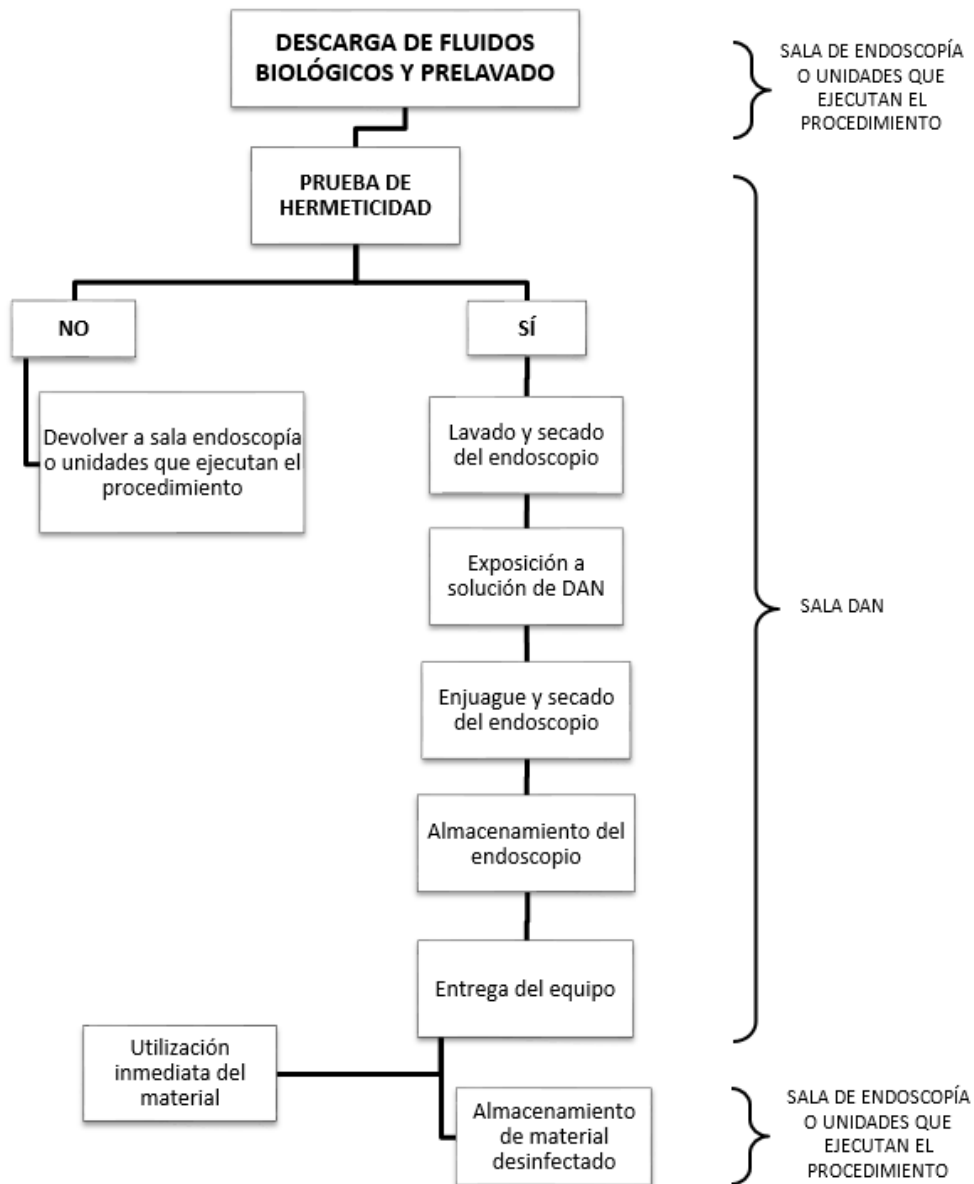 DESCARGA DE FLUIDOS
BIOLÓGICOS Y PRELAVADO
SALA DE ENDOSCOPÍA
O UNIDADES QUE
EJECUTAN EL
PROCEDIMIENTO
PRUEBA DE
HERMETICIDAD
NO
SÍ
Devolver a sala endoscopía
o unidades que ejecutan el
procedimiento
Lavado y secado
del endoscopio
Exposición a
solución de DAN
SALA DAN
Enjuague y secado
del endoscopio
Almacenamiento del
endoscopio
Entrega del equipo
Utilización
inmediata del
material
Almacenamiento
de material
desinfectado
SALA DE ENDOSCOPÍA
O UNIDADES QUE
EJECUTAN EL
PROCEDIMIENTO